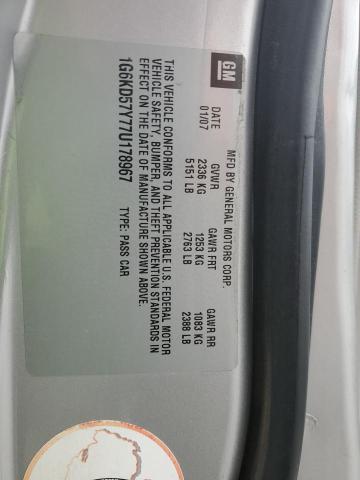 GM
MFD BY GENERAL MOTORS CORP.
DATE GVWR GAWR FRT GAWR RR
01/07 2336 KG 1253 KG 1083 KG
5151 LB 2763 LB 2388 LB
THIS VEHICLE CONFORMS TO ALL APPLICABLE U.S. FEDERAL MOTOR
VEHICLE SAFETY, BUMPER, AND THEFT PREVENTION STANDARDS IN
EFFECT ON THE DATE OF MANUFACTURE SHOWN ABOVE.
1G6KD57Y77U178967 TYPE: PASS CAR